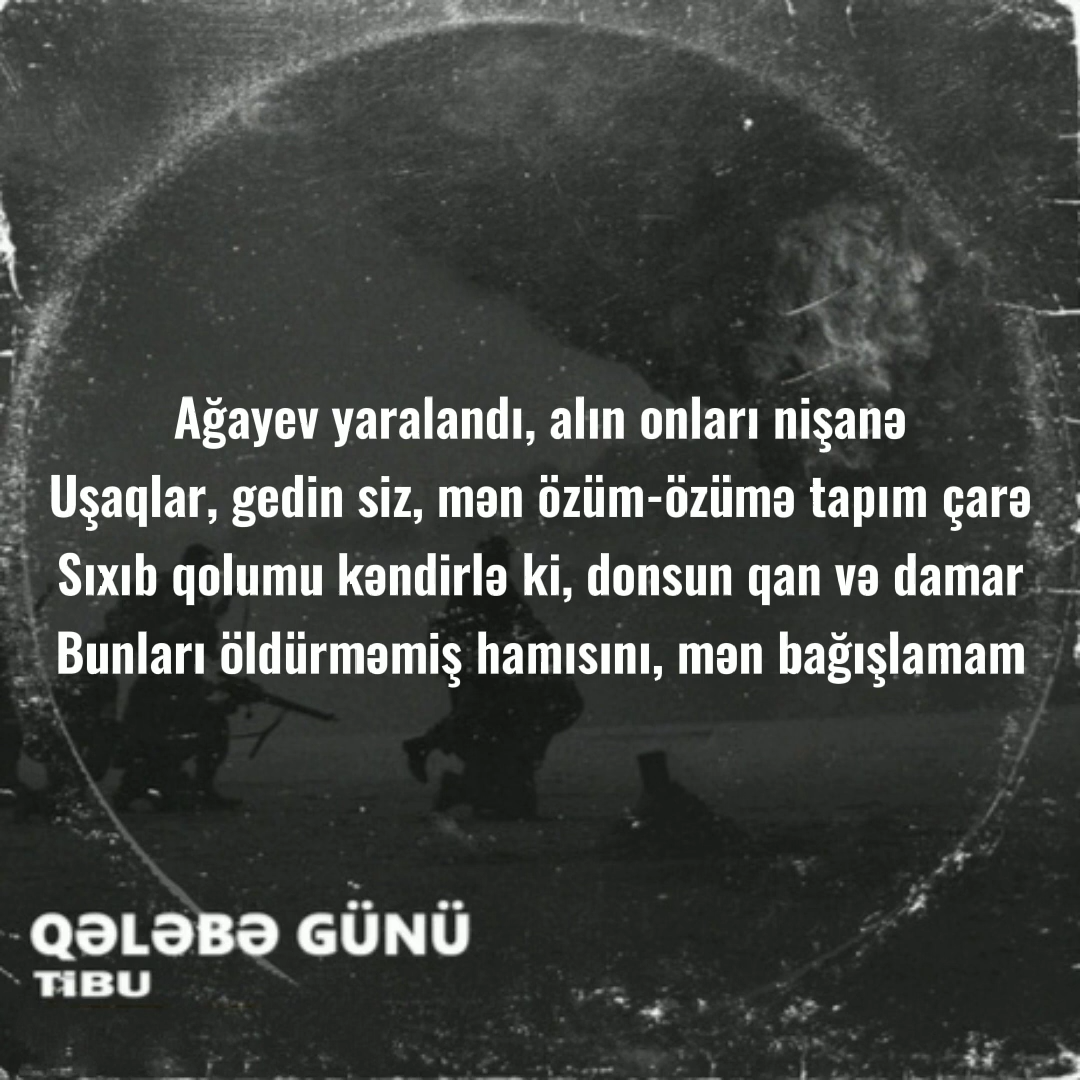 Ağayev yaralandı, alın onları nişanə
Uşaqlar, gedin siz, mən özüm-özümə tapım çarə
Sıxıb qolumu kəndirlə ki, donsun qan və damar
Bunları öldürməmiş hamısını, mən bağışlamam
QƏLƏBƏ GÜNÜ
TiBU